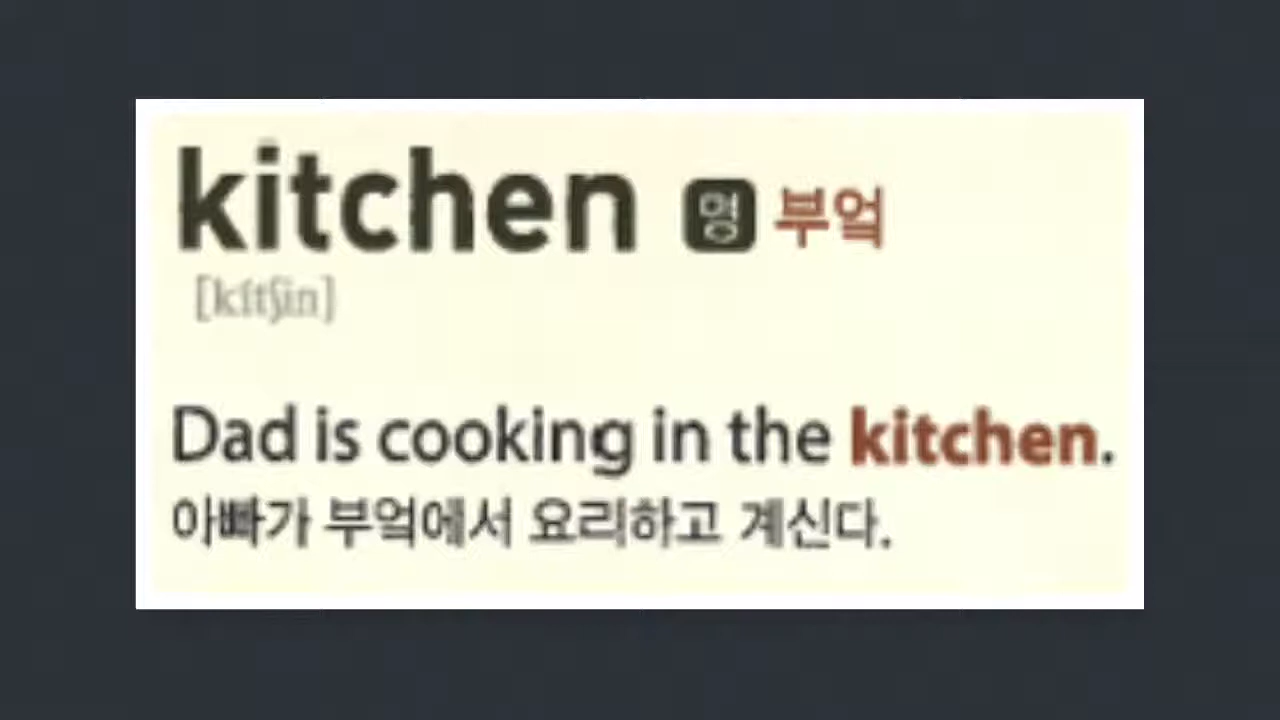 kitchen 명 부엌
[kítʃin]
Dad is cooking in the kitchen.
아빠가 부엌에서 요리하고 계신다.